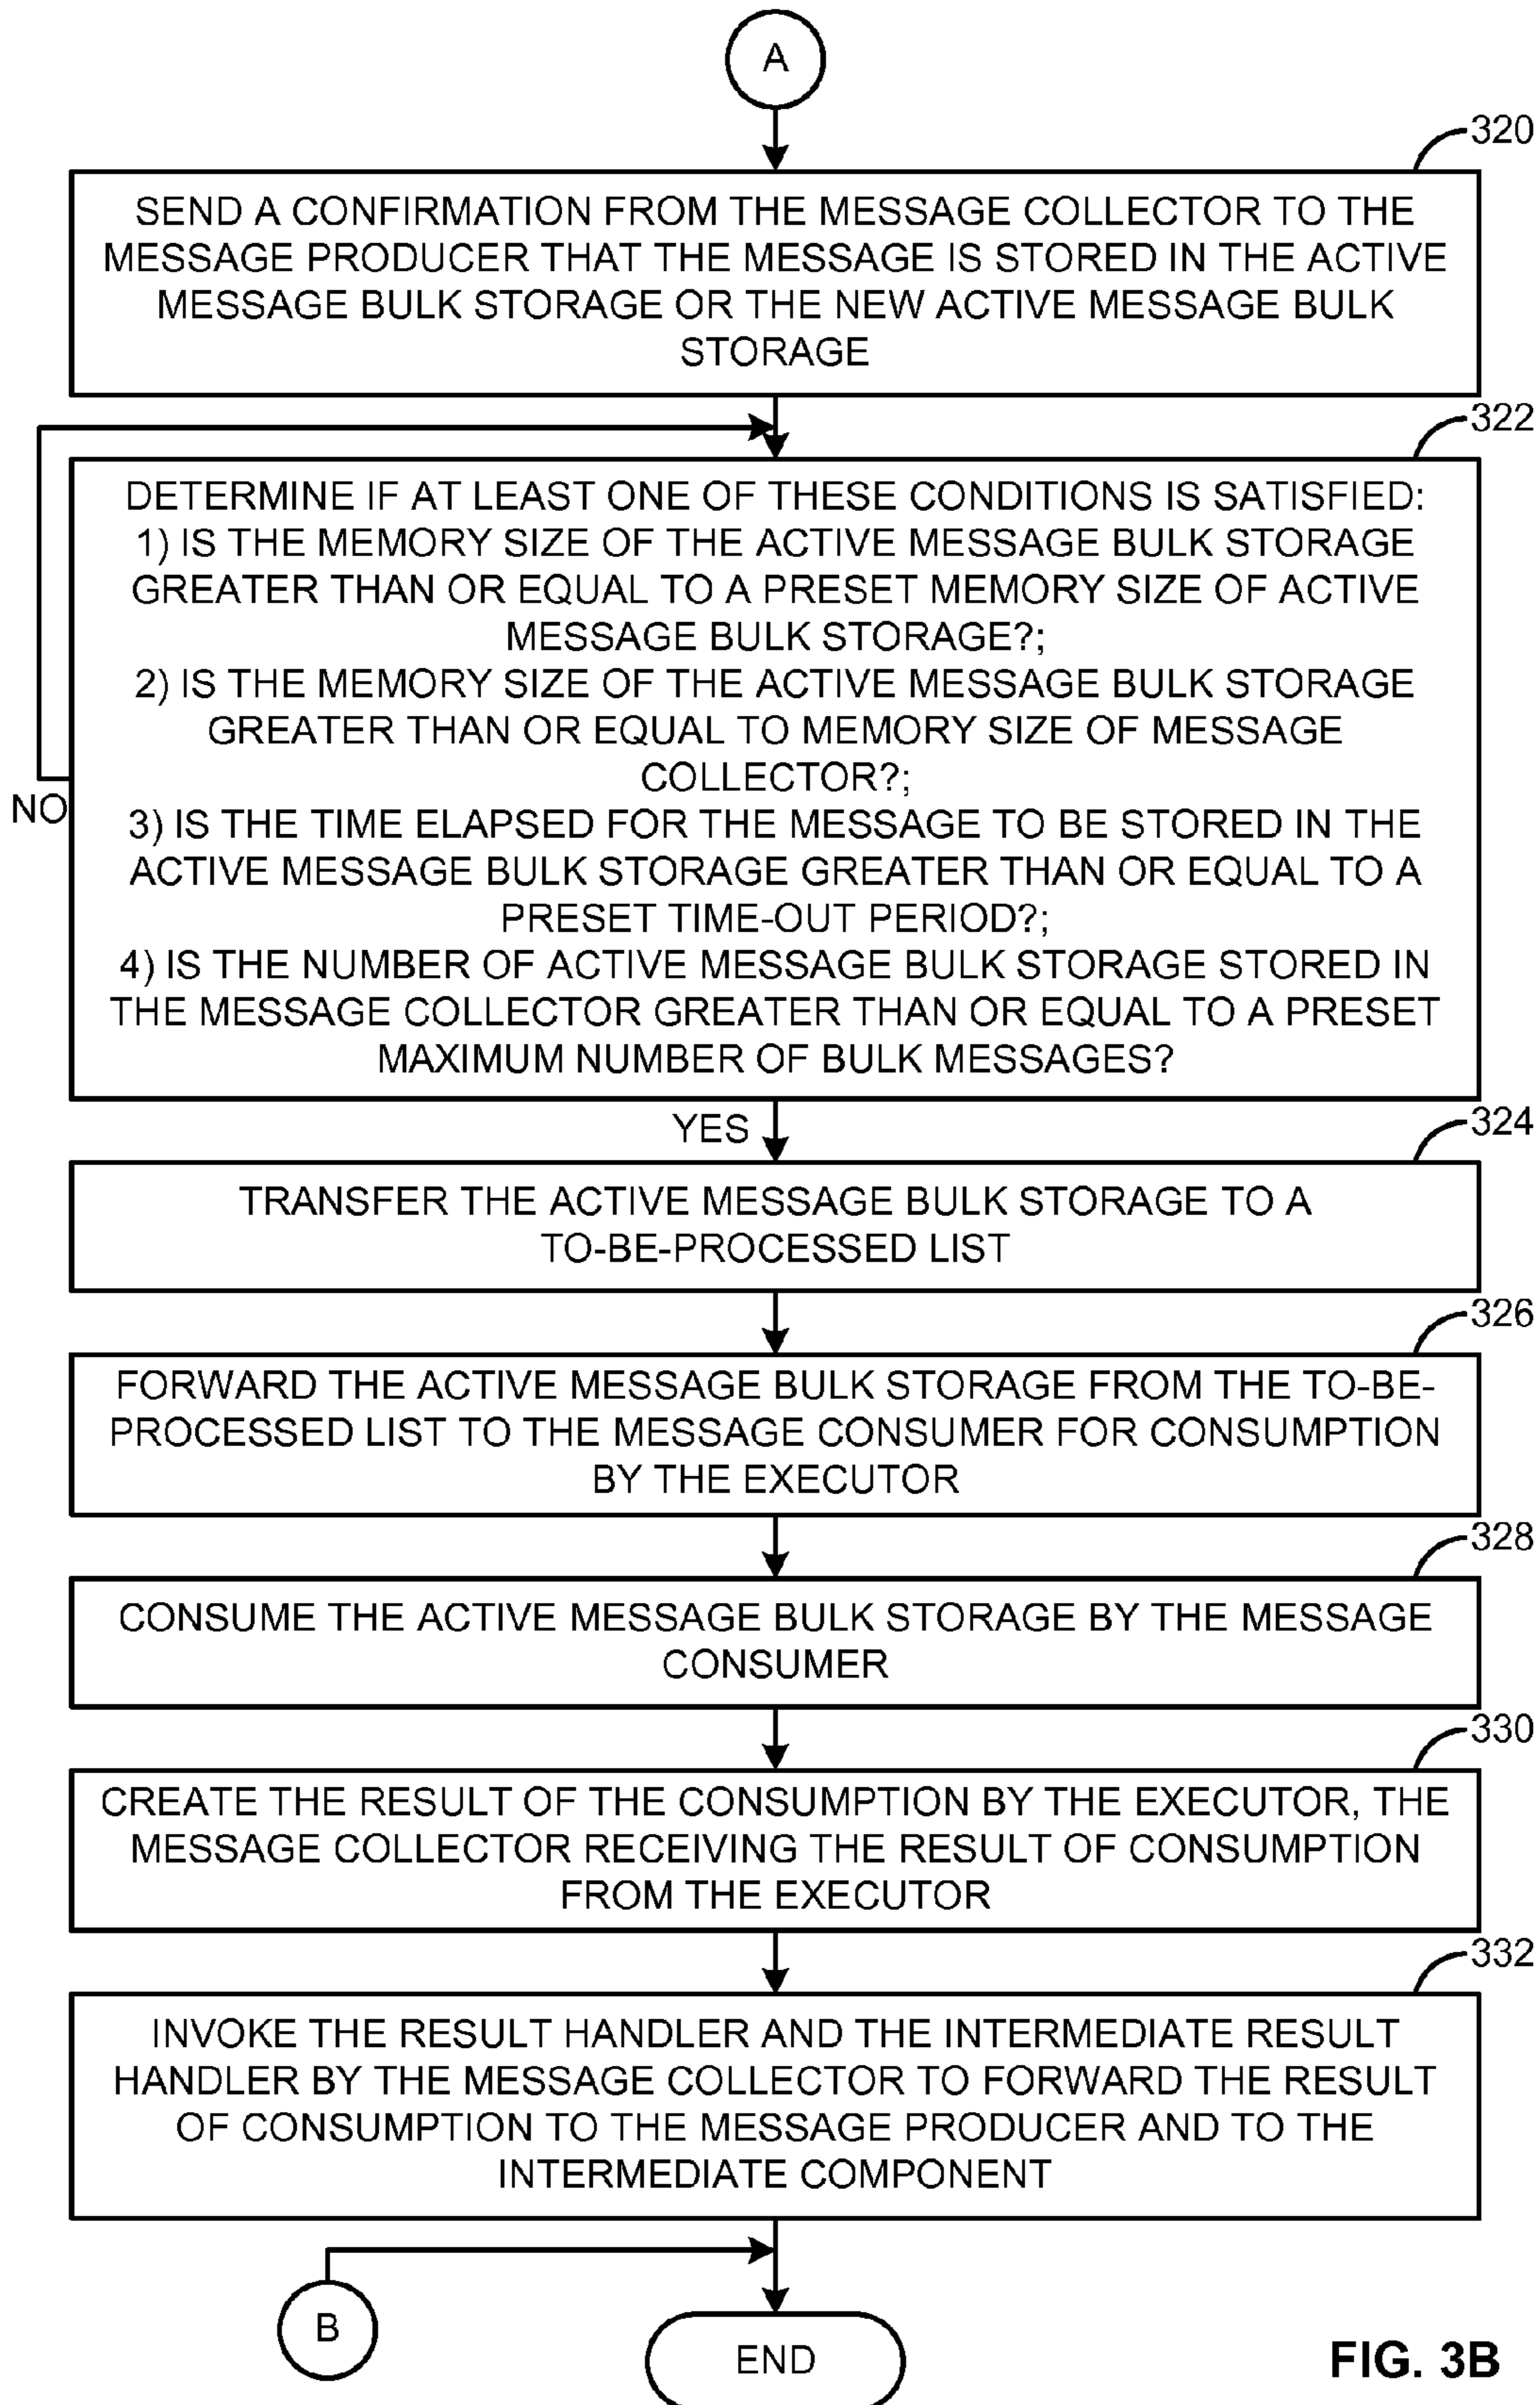 A
320
SEND A CONFIRMATION FROM THE MESSAGE COLLECTOR TO THE
MESSAGE PRODUCER THAT THE MESSAGE IS STORED IN THE ACTIVE
MESSAGE BULK STORAGE OR THE NEW ACTIVE MESSAGE BULK
STORAGE
322
DETERMINE IF AT LEAST ONE OF THESE CONDITIONS IS SATISFIED:
1) IS THE MEMORY SIZE OF THE ACTIVE MESSAGE BULK STORAGE
GREATER THAN OR EQUAL TO A PRESET MEMORY SIZE OF ACTIVE
MESSAGE BULK STORAGE?;
2) IS THE MEMORY SIZE OF THE ACTIVE MESSAGE BULK STORAGE
GREATER THAN OR EQUAL TO MEMORY SIZE OF MESSAGE
COLLECTOR?;
NO
3) IS THE TIME ELAPSED FOR THE MESSAGE TO BE STORED IN THE
ACTIVE MESSAGE BULK STORAGE GREATER THAN OR EQUAL TO A
PRESET TIME-OUT PERIOD?;
4) IS THE NUMBER OF ACTIVE MESSAGE BULK STORAGE STORED IN
THE MESSAGE COLLECTOR GREATER THAN OR EQUAL TO A PRESET
MAXIMUM NUMBER OF BULK MESSAGES?
YES
324
TRANSFER THE ACTIVE MESSAGE BULK STORAGE TO A
TO-BE-PROCESSED LIST
326
FORWARD THE ACTIVE MESSAGE BULK STORAGE FROM THE TO-BE-
PROCESSED LIST TO THE MESSAGE CONSUMER FOR CONSUMPTION
BY THE EXECUTOR
328
CONSUME THE ACTIVE MESSAGE BULK STORAGE BY THE MESSAGE
CONSUMER
330
CREATE THE RESULT OF THE CONSUMPTION BY THE EXECUTOR, THE
MESSAGE COLLECTOR RECEIVING THE RESULT OF CONSUMPTION
FROM THE EXECUTOR
332
INVOKE THE RESULT HANDLER AND THE INTERMEDIATE RESULT
HANDLER BY THE MESSAGE COLLECTOR TO FORWARD THE RESULT
OF CONSUMPTION TO THE MESSAGE PRODUCER AND TO THE
INTERMEDIATE COMPONENT
B
END
FIG. 3B